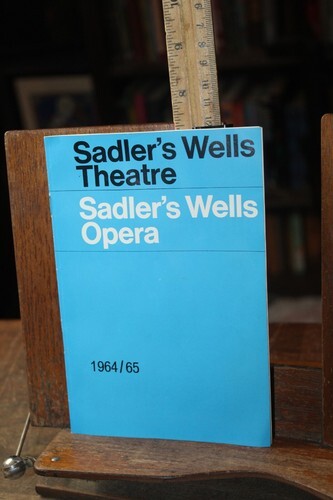 Sadler's Wells
Theatre
Sadler's Wells
Opera
1964/65